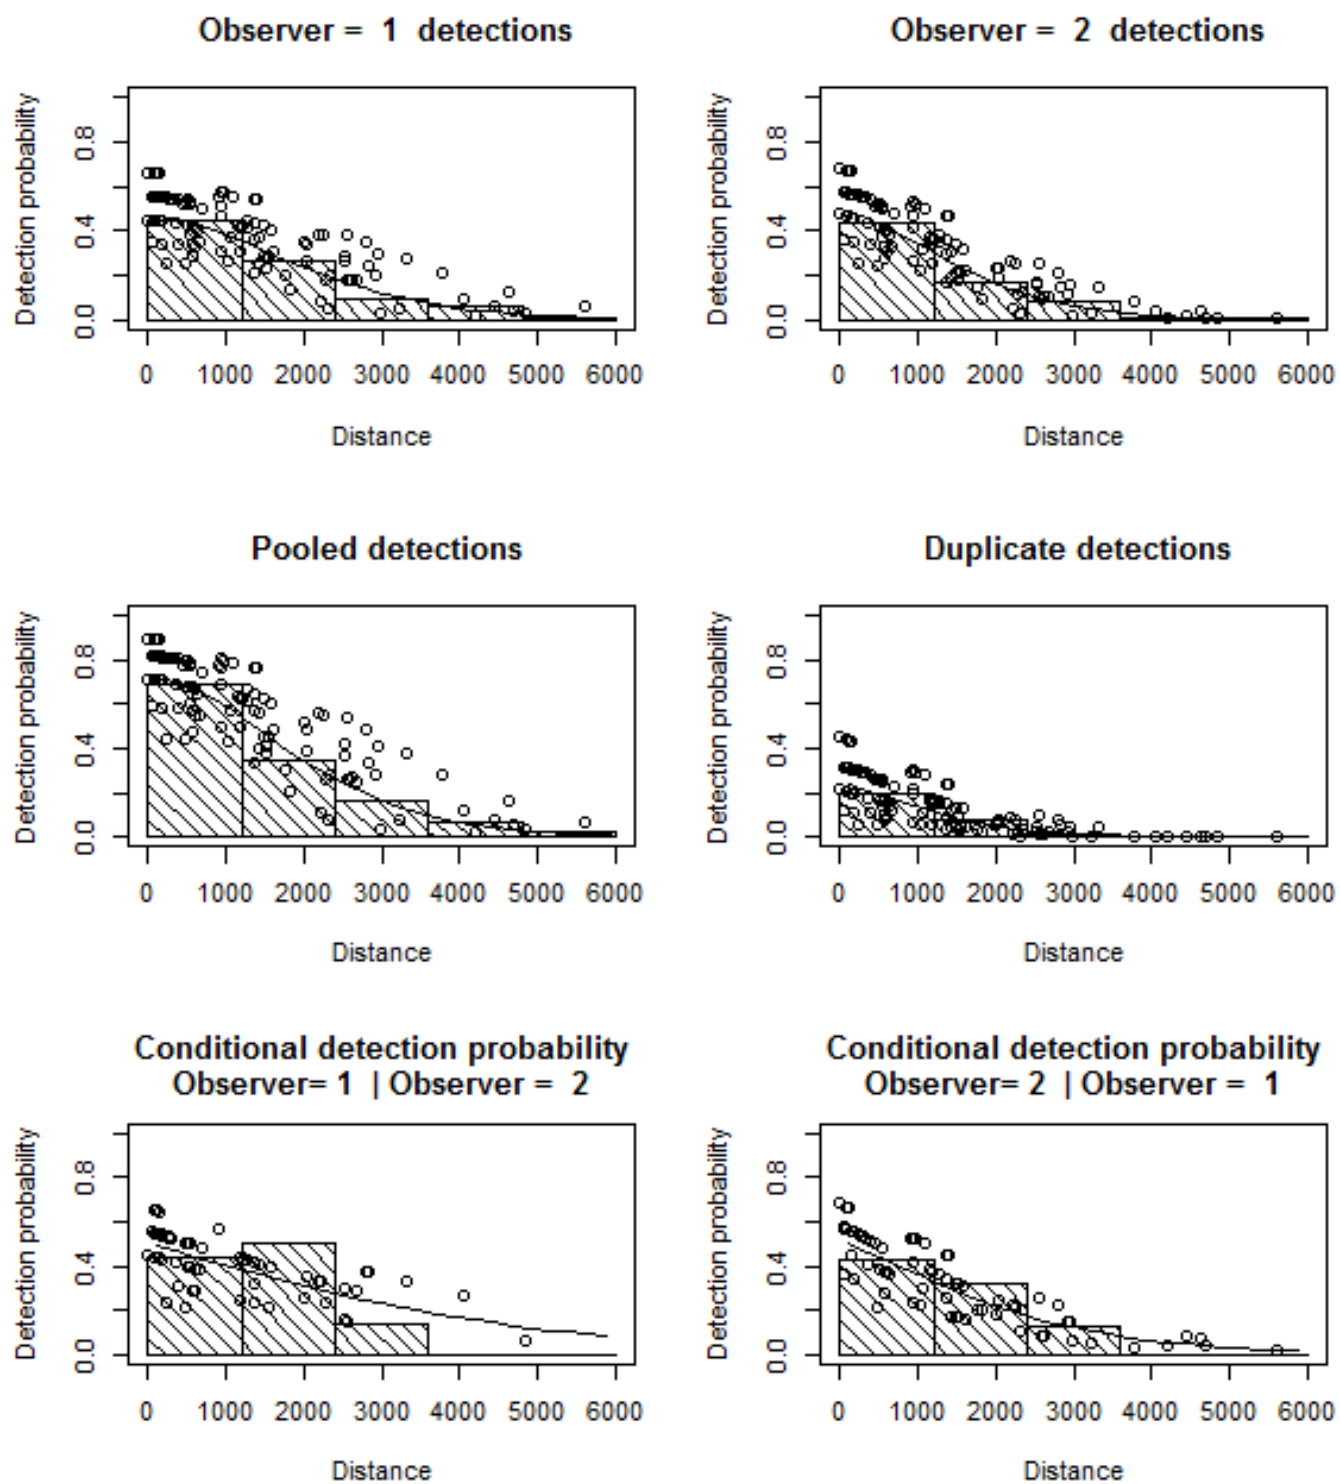 Observer = 1 detections
Detection probability
0.8
0.4
0.0
0 1000 2000 3000 4000 5000 6000
Distance
Observer = 2 detections
Detection probability
0.8
0.4
0.0
0 1000 2000 3000 4000 5000 6000
Distance
Pooled detections
Detection probability
0.8
0.4
0.0
0 1000 2000 3000 4000 5000 6000
Distance
Duplicate detections
Detection probability
0.8
0.4
0.0
0 1000 2000 3000 4000 5000 6000
Distance
Conditional detection probability
Observer= 1 | Observer = 2
Detection probability
0.8
0.4
0.0
0 1000 2000 3000 4000 5000 6000
Distance
Conditional detection probability
Observer= 2 | Observer = 1
Detection probability
0.8
0.4
0.0
0 1000 2000 3000 4000 5000 6000
Distance